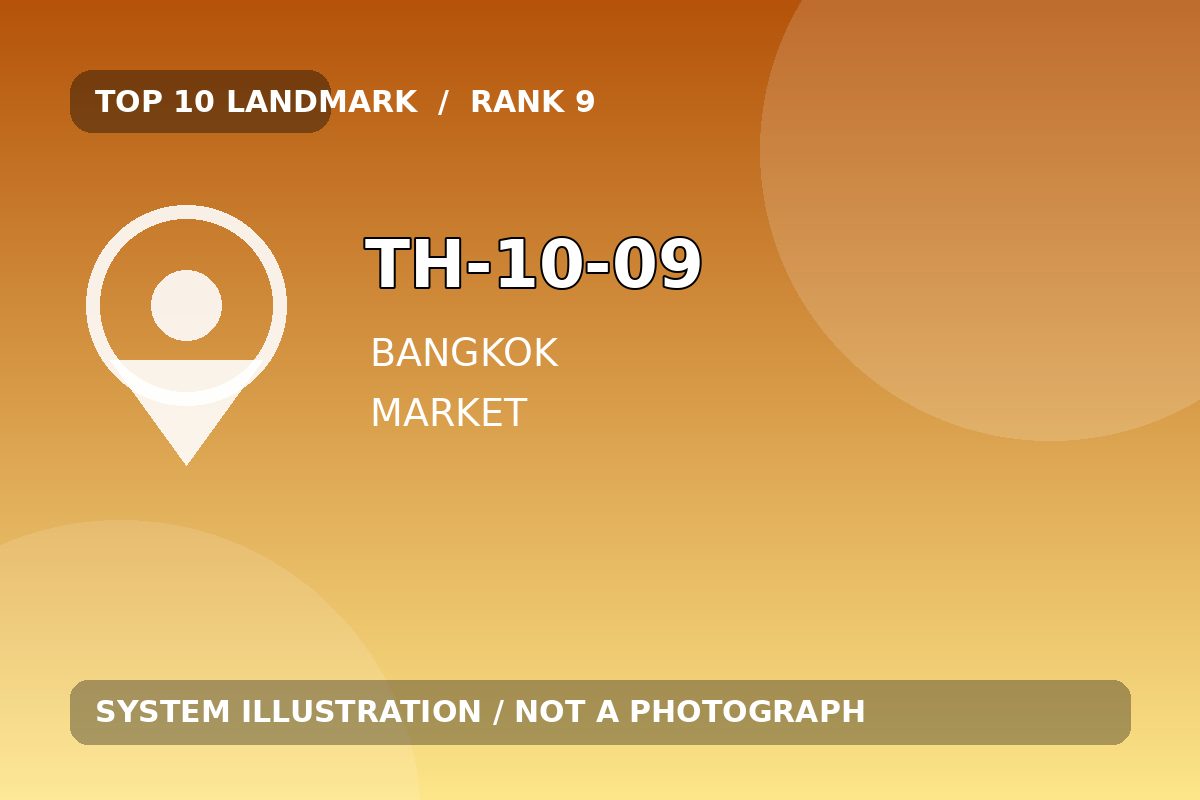 TOP 10 LANDMARK / RANK 9
TH-10-09
BANGKOK
MARKET
SYSTEM ILLUSTRATION / NOT A PHOTOGRAPH